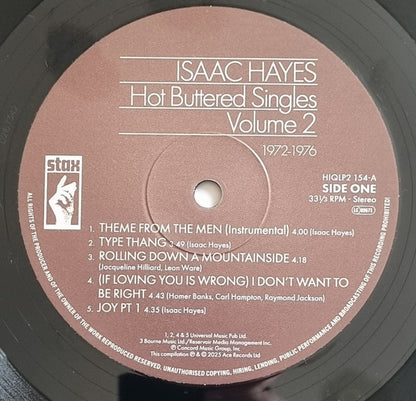 ISAAC HAYES
Hot Buttered Singles
Volume 2
1972-1976
stax
HIQLP2 154-A
SIDE ONE
33⅓ RPM - Stereo
1. THEME FROM THE MEN (Instrumental) 4.00 (Isaac Hayes)
2. TYPE THANG 3.49 (Isaac Hayes)
3. ROLLING DOWN A MOUNTAINSIDE 4.18
(Jacqueline Hilliard, Leon Ware)
4. (IF LOVING YOU IS WRONG) I DON'T WANT TO
BE RIGHT 4.43 (Homer Banks, Carl Hampton, Raymond Jackson)
5. JOY PT 1 4.35 (Isaac Hayes)
1, 2, 4 & 5 Universal Music Pub Ltd.
3 Bourne Music Ltd./Reservoir Media Management Inc.
℗ Concord Music Group, Inc.
This compilation ℗ & © 2025 Ace Records Ltd
ALL RIGHTS OF THE PRODUCER AND OF THE OWNER OF THE WORK REPRODUCED RESERVED. UNAUTHORISED COPYING, HIRING, LENDING, PUBLIC PERFORMANCE AND BROADCASTING OF THIS RECORDING PROHIBITED.